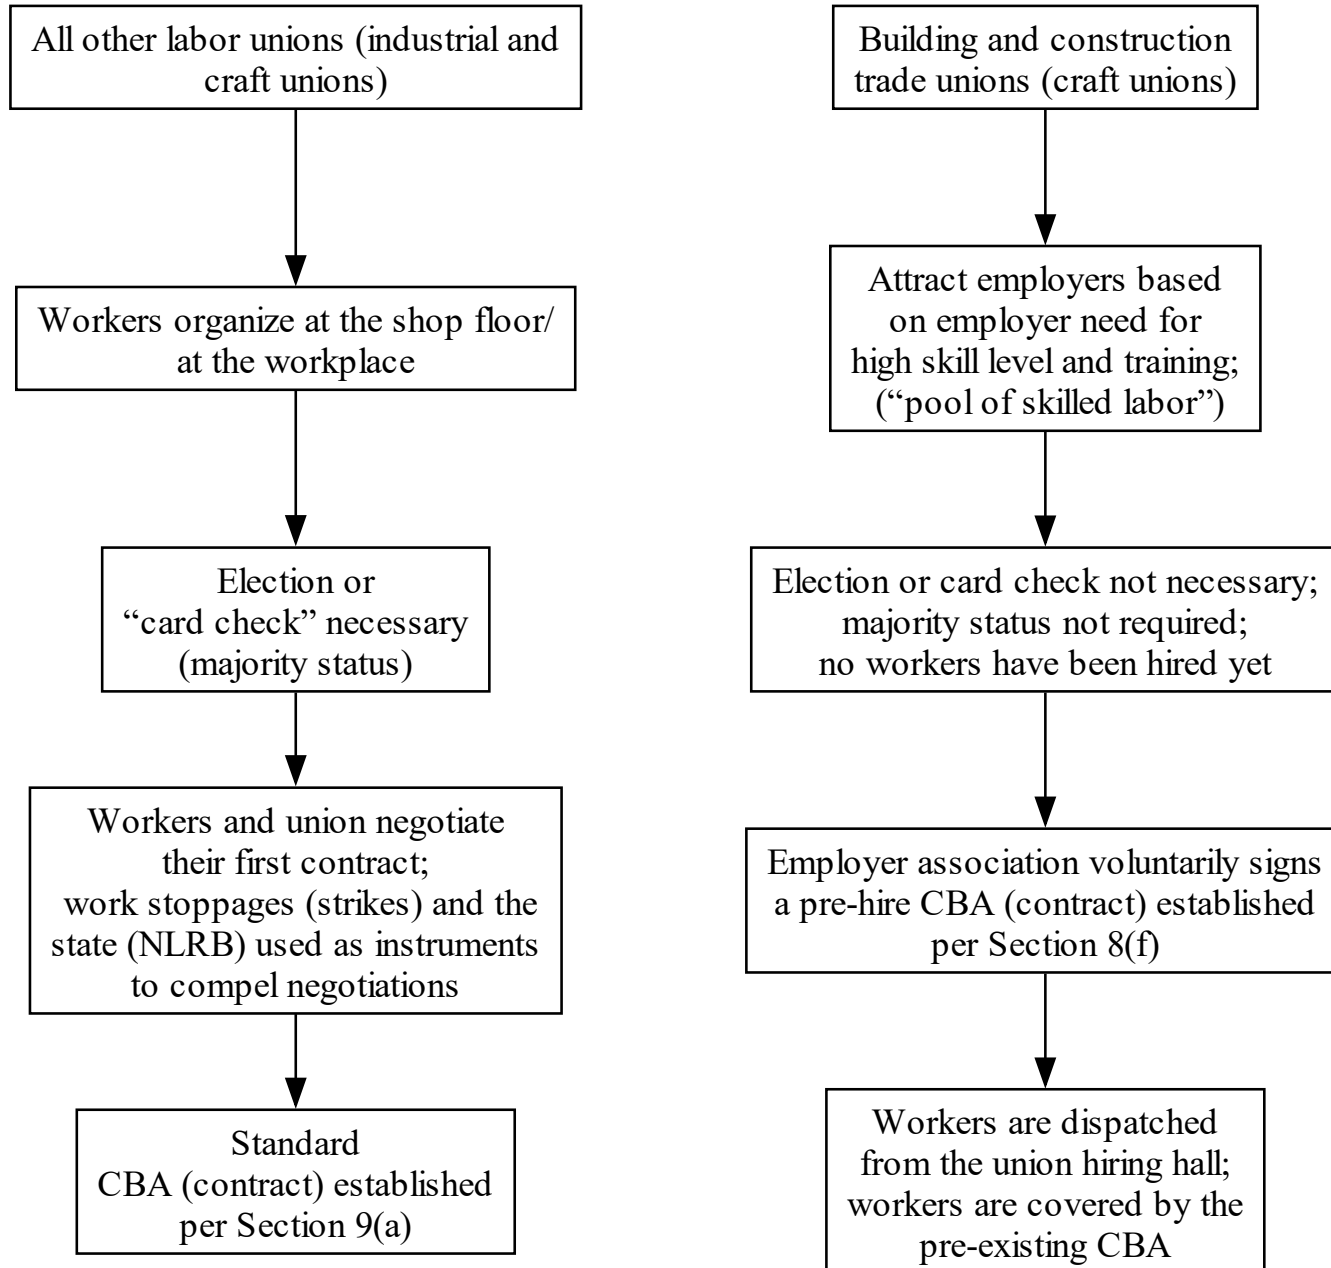 All other labor unions (industrial and
craft unions)
Workers organize at the shop floor/
at the workplace
Election or
“card check” necessary
(majority status)
Workers and union negotiate
their first contract;
work stoppages (strikes) and the
state (NLRB) used as instruments
to compel negotiations
Standard
CBA (contract) established
per Section 9(a)
Building and construction
trade unions (craft unions)
Attract employers based
on employer need for
high skill level and training;
(“pool of skilled labor”)
Election or card check not necessary;
majority status not required;
no workers have been hired yet
Employer association voluntarily signs
a pre-hire CBA (contract) established
per Section 8(f)
Workers are dispatched
from the union hiring hall;
workers are covered by the
pre-existing CBA